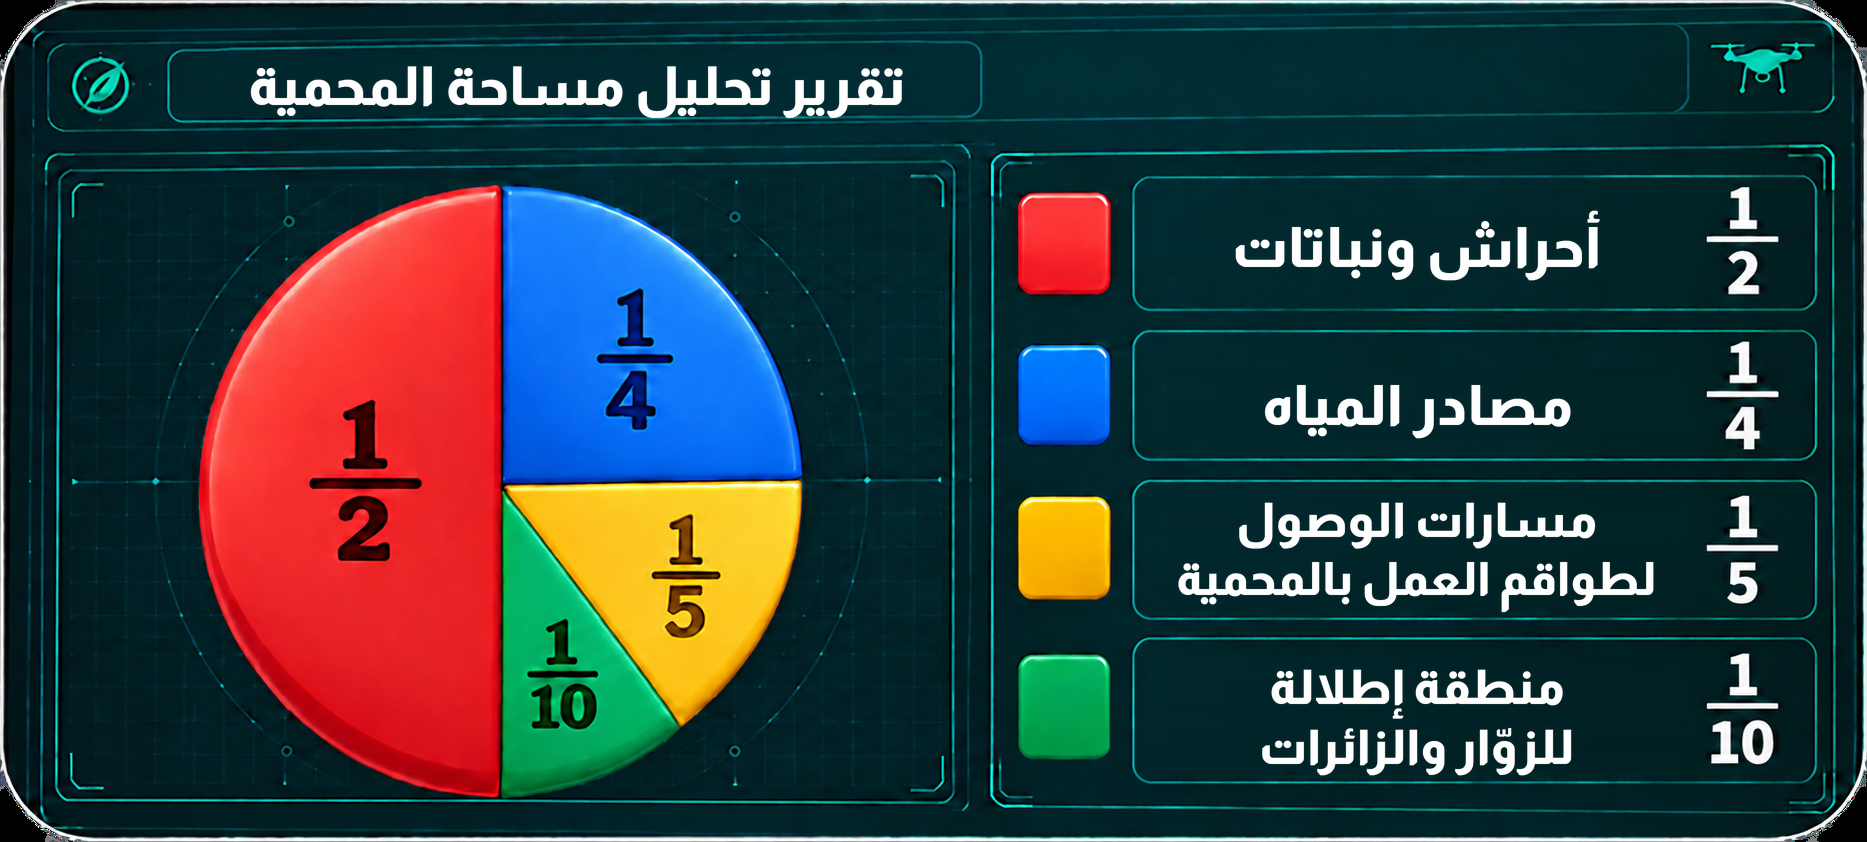 تقرير تحليل مساحة المحمية
1/2
1/4
1/5
1/10
أحراش ونباتات
1/2
مصادر المياه
1/4
مسارات الوصول
لطواقم العمل بالمحمية
1/5
منطقة إطلالة
للزوّار والزائرات
1/10